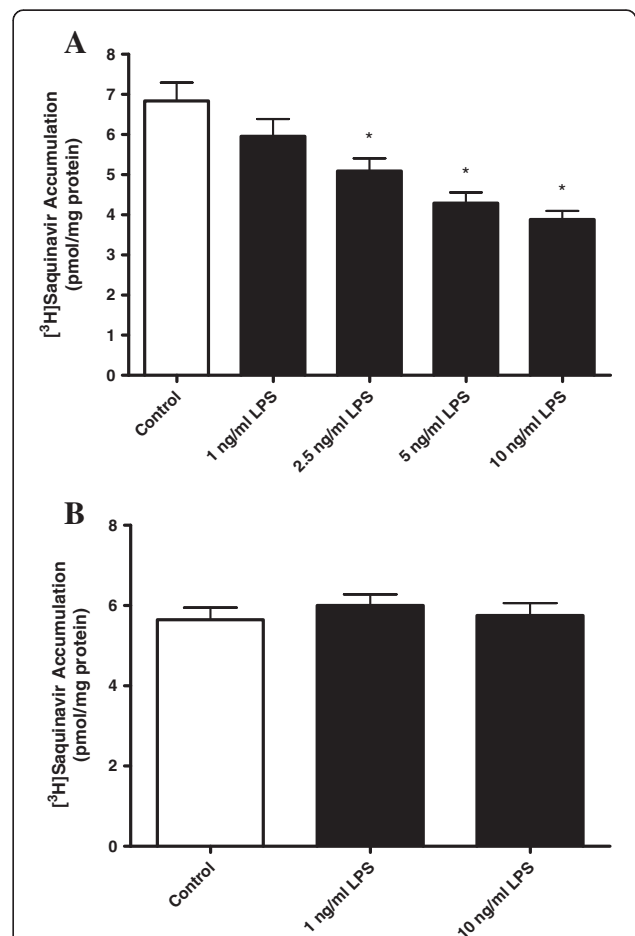 A
[³H]Saquinavir Accumulation
(pmol/mg protein)
8
7
6
5
4
3
2
1
0
*
*
*
Control
1 ng/ml LPS
2.5 ng/ml LPS
5 ng/ml LPS
10 ng/ml LPS
B
[³H]Saquinavir Accumulation
(pmol/mg protein)
8
6
4
2
0
Control
1 ng/ml LPS
10 ng/ml LPS